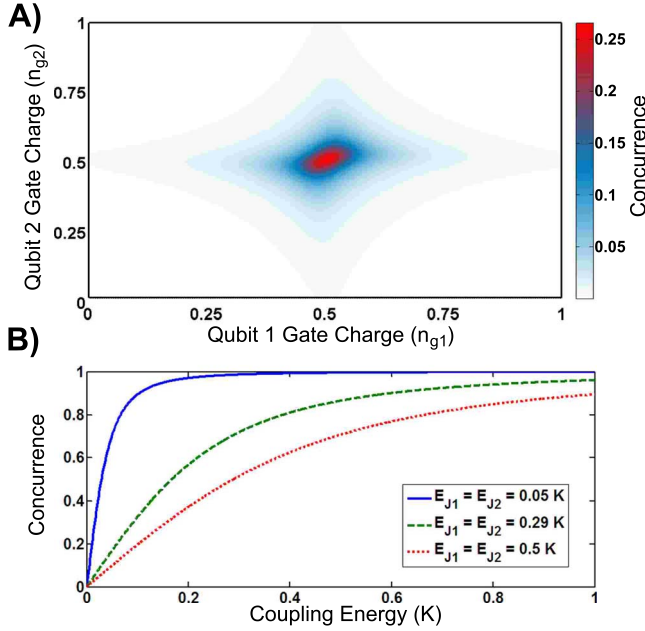 A)
Qubit 2 Gate Charge (ng2)
1
0.75
0.5
0.25
0
0
0.25
0.5
0.75
1
Qubit 1 Gate Charge (ng1)
0.25
0.2
0.15
0.1
0.05
Concurrence
B)
Concurrence
1
0.8
0.6
0.4
0.2
0
0
0.2
0.4
0.6
0.8
1
Coupling Energy (K)
EJ1 = EJ2 = 0.05 K
EJ1 = EJ2 = 0.29 K
EJ1 = EJ2 = 0.5 K